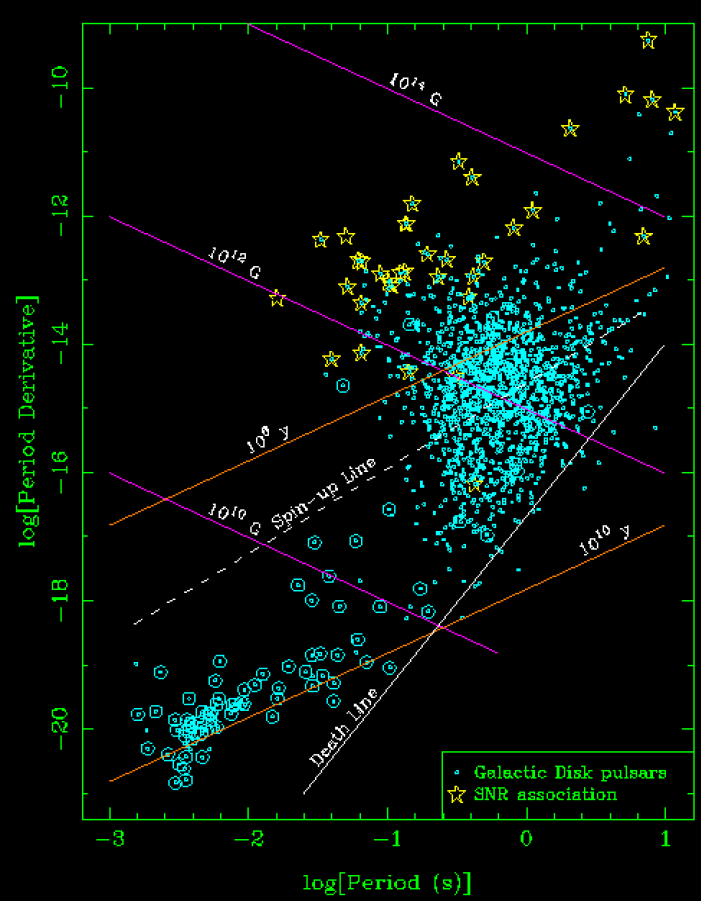 -10
-12
-14
-16
-18
-20
log[Period Derivative]
10¹⁴ G
10¹² G
10⁶ y
Spin-up Line
10¹⁰ G
10¹⁰ y
Death line
Galactic Disk pulsars
SNR association
-3 -2 -1 0 1
log[Period (s)]